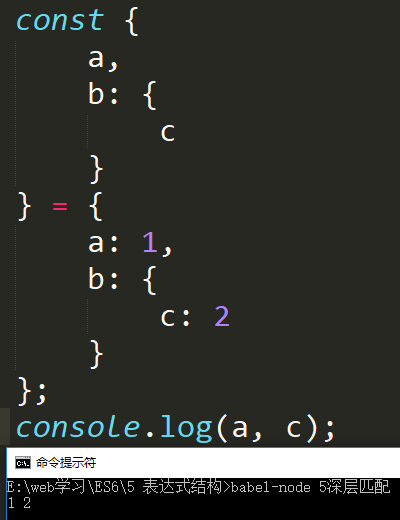 const {
    a,
    b: {
        c
    }
} = {
    a: 1,
    b: {
        c: 2
    }
};
console.log(a, c);
命令提示符
E:\web学习\ES6\5 表达式结构>babel-node 5深层匹配
1 2